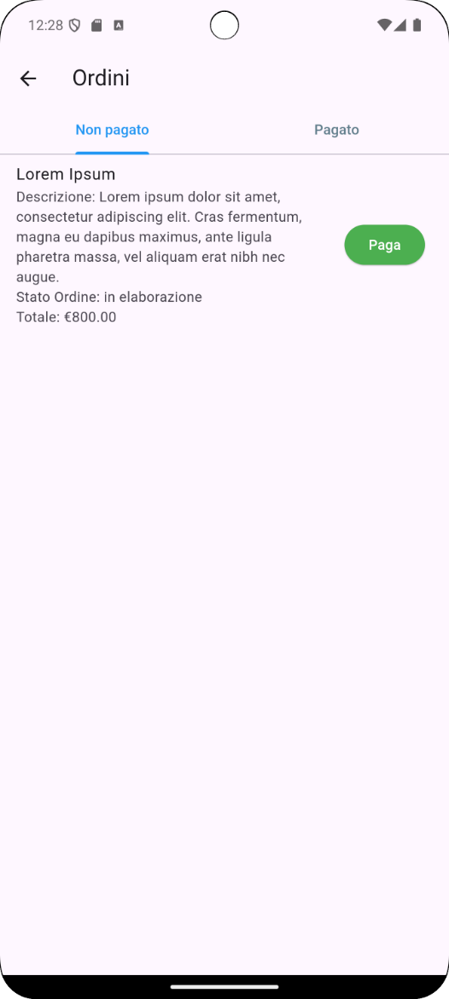 12:28
Ordini
Non pagato
Pagato
Lorem Ipsum
Descrizione: Lorem ipsum dolor sit amet,
consectetur adipiscing elit. Cras fermentum,
magna eu dapibus maximus, ante ligula
pharetra massa, vel aliquam erat nibh nec
augue.
Stato Ordine: in elaborazione
Totale: €800.00
Paga